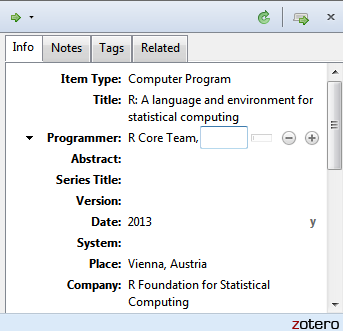 Info Notes Tags Related
Item Type: Computer Program
Title: R: A language and environment for
statistical computing
Programmer: R Core Team,
Abstract:
Series Title:
Version:
Date: 2013 y
System:
Place: Vienna, Austria
Company: R Foundation for Statistical
Computing
zotero